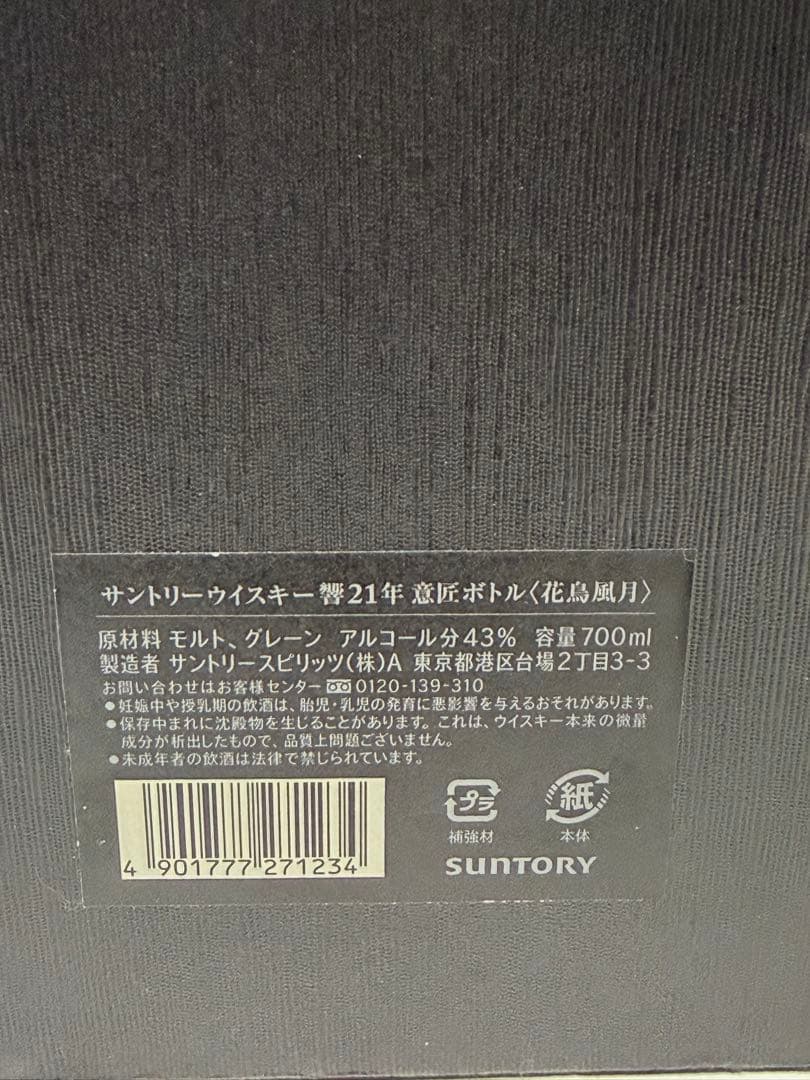 サントリーウイスキー 響21年 意匠ボトル〈花鳥風月〉
原材料 モルト、グレーン アルコール分43% 容量700ml
製造者 サントリースピリッツ(株)A 東京都港区台場2丁目3-3
お問い合わせはお客様センター 0120-139-310
●妊娠中や授乳期の飲酒は、胎児・乳児の発育に悪影響を与えるおそれがあります。
●保存中まれに沈殿物を生じることがあります。これは、ウイスキー本来の微量
成分が析出したもので、品質上問題ございません。
●未成年者の飲酒は法律で禁じられています。
4 901777 271234
プラ
補強材
紙
本体
SUNTORY